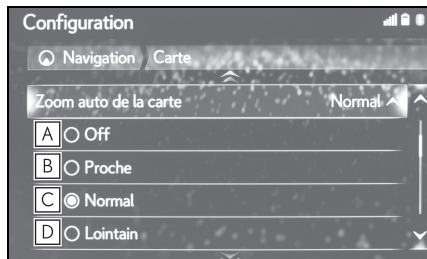 Configuration
Navigation Carte
Zoom auto de la carte Normal
A Off
B Proche
C Normal
D Lointain